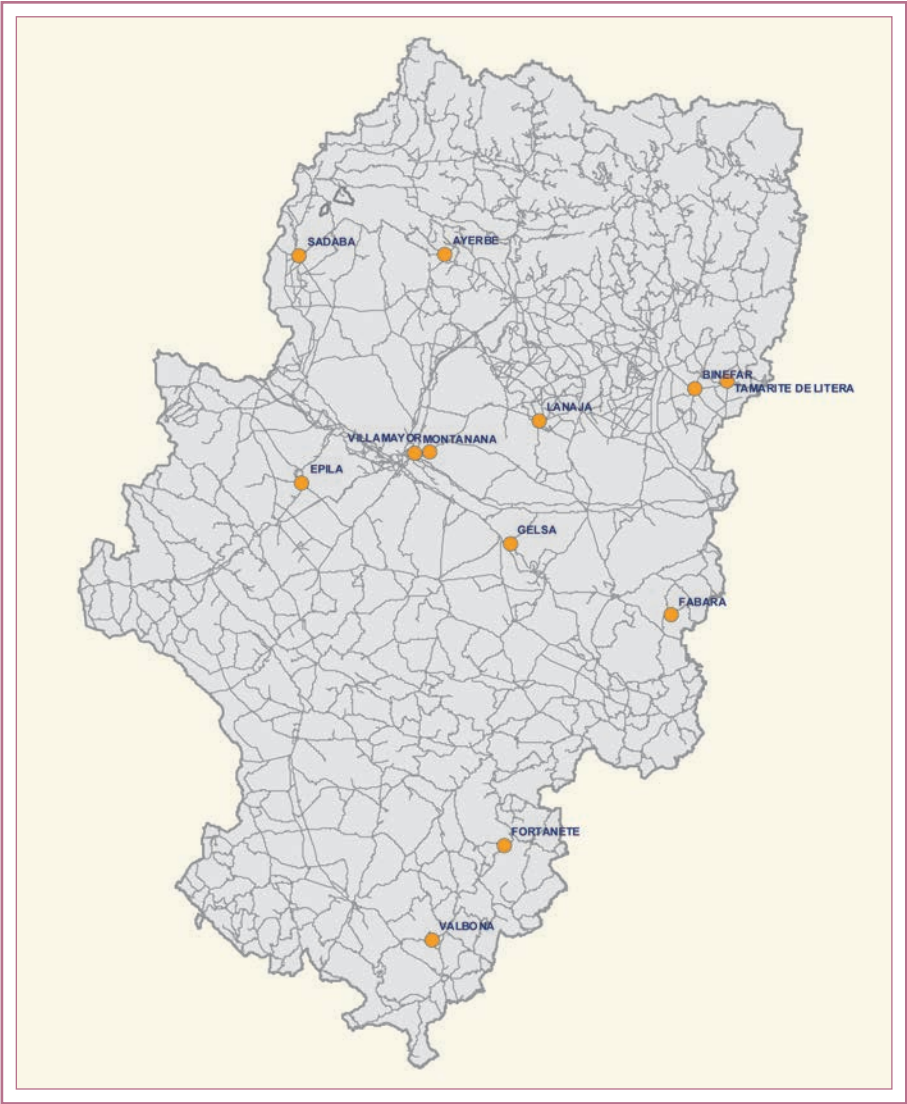 SADABA
AYERBE
BINEFAR
TAMARITE DE LITERA
LANAJA
VILLAMAYOR
MONTANANA
EPILA
GELSA
FABARA
FORTANETE
VALBONA